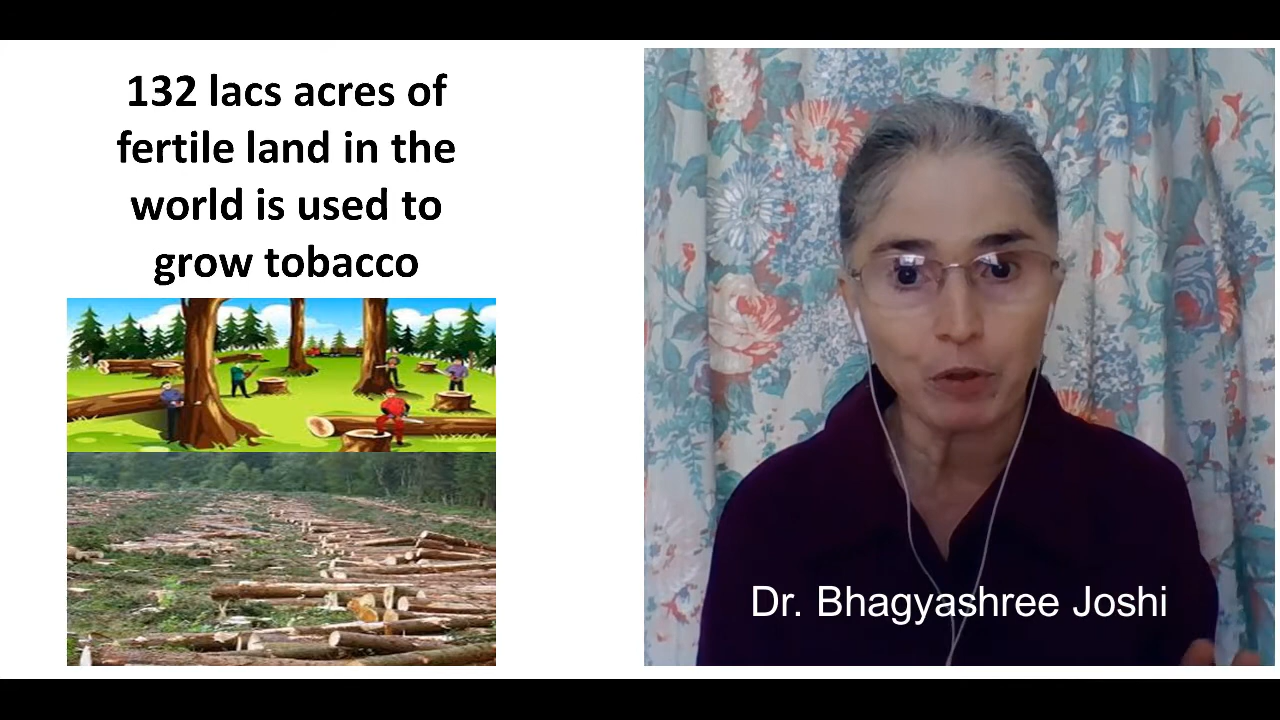 132 lacs acres of
fertile land in the
world is used to
grow tobacco
Dr. Bhagyashree Joshi